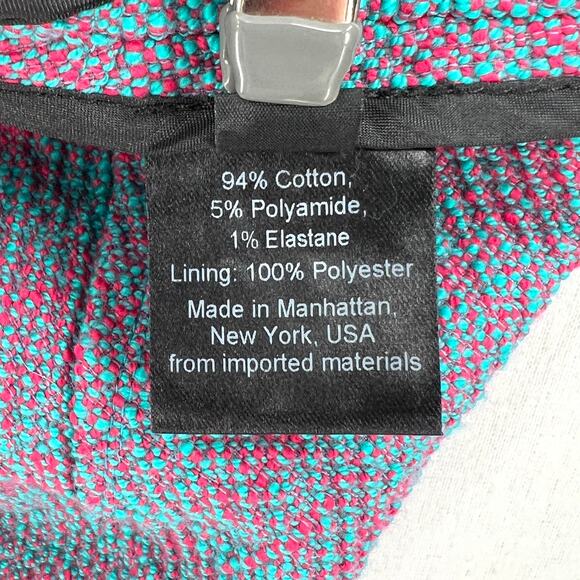 94% Cotton,
5% Polyamide,
1% Elastane
Lining: 100% Polyester
Made in Manhattan,
New York, USA
from imported materials